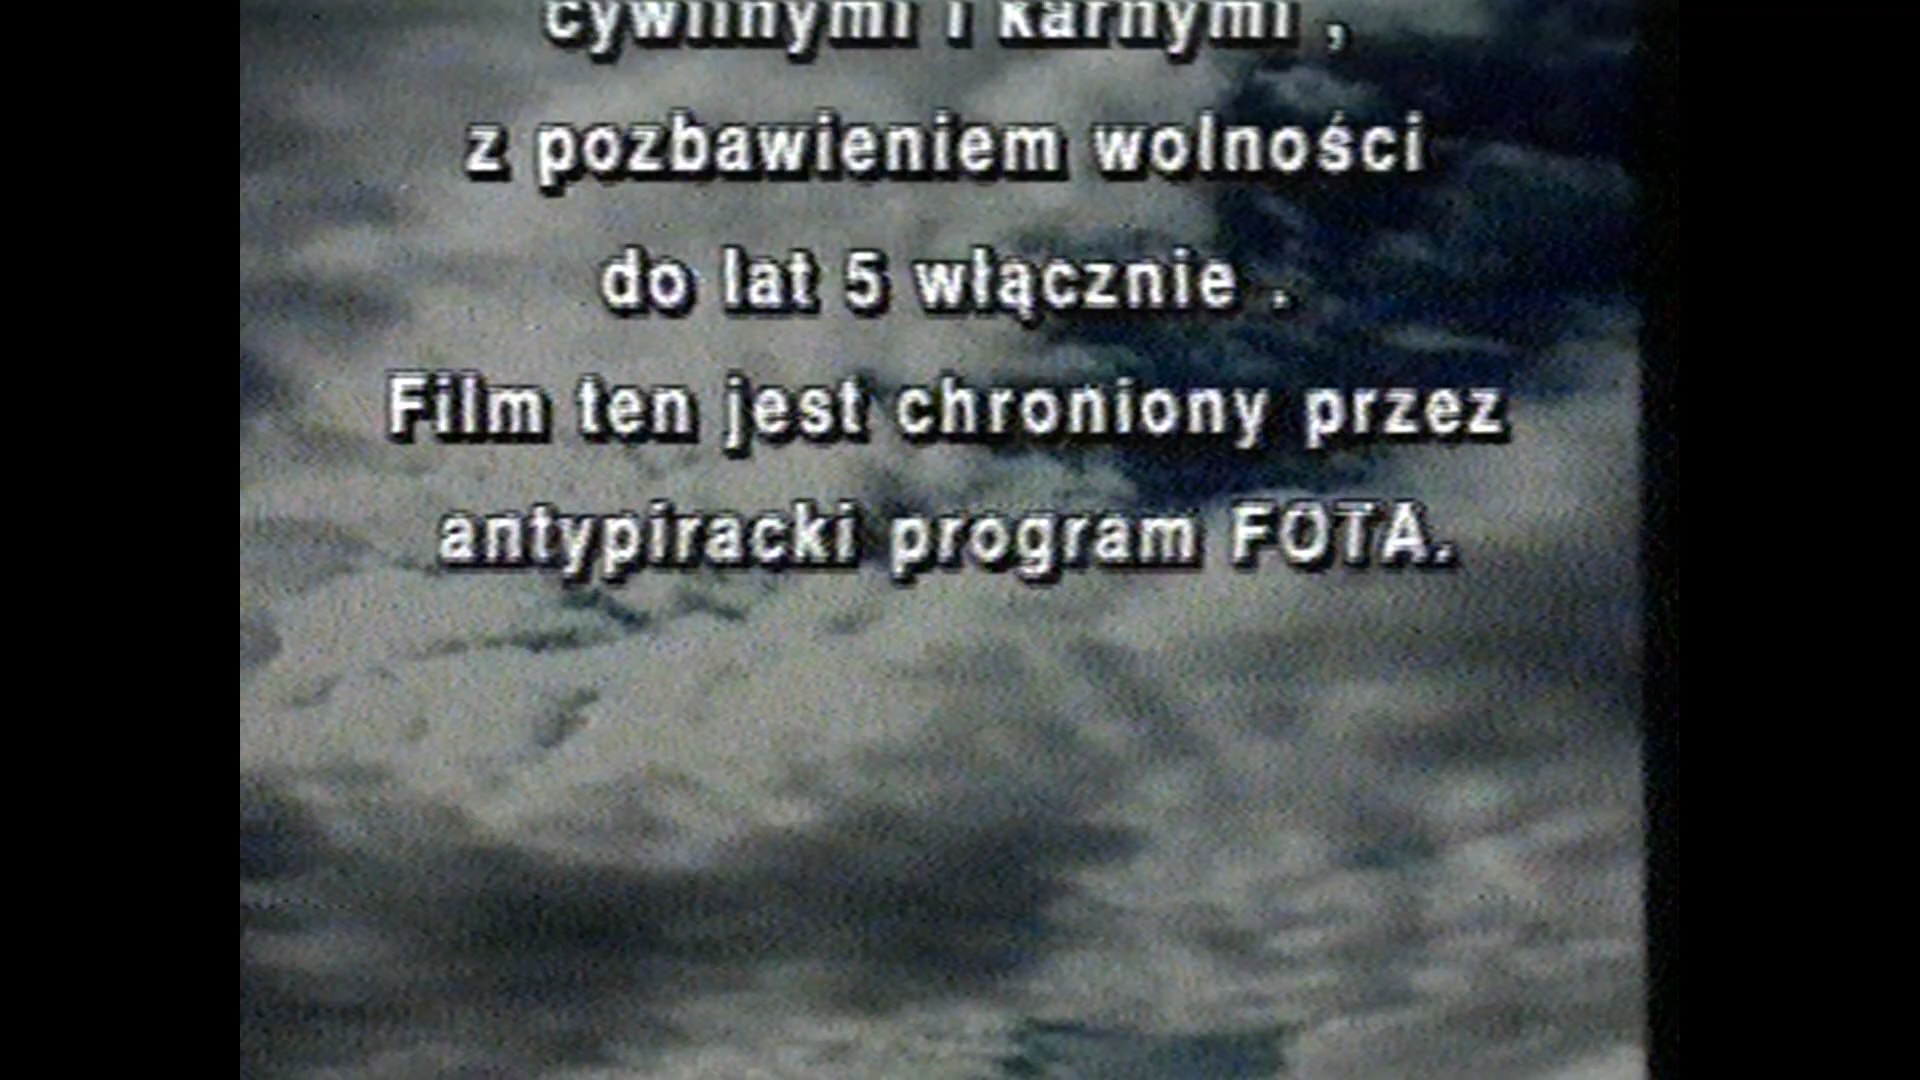 cywilnymi i karnymi ,
z pozbawieniem wolności
do lat 5 włącznie .
Film ten jest chroniony przez
antypiracki program FOTA.